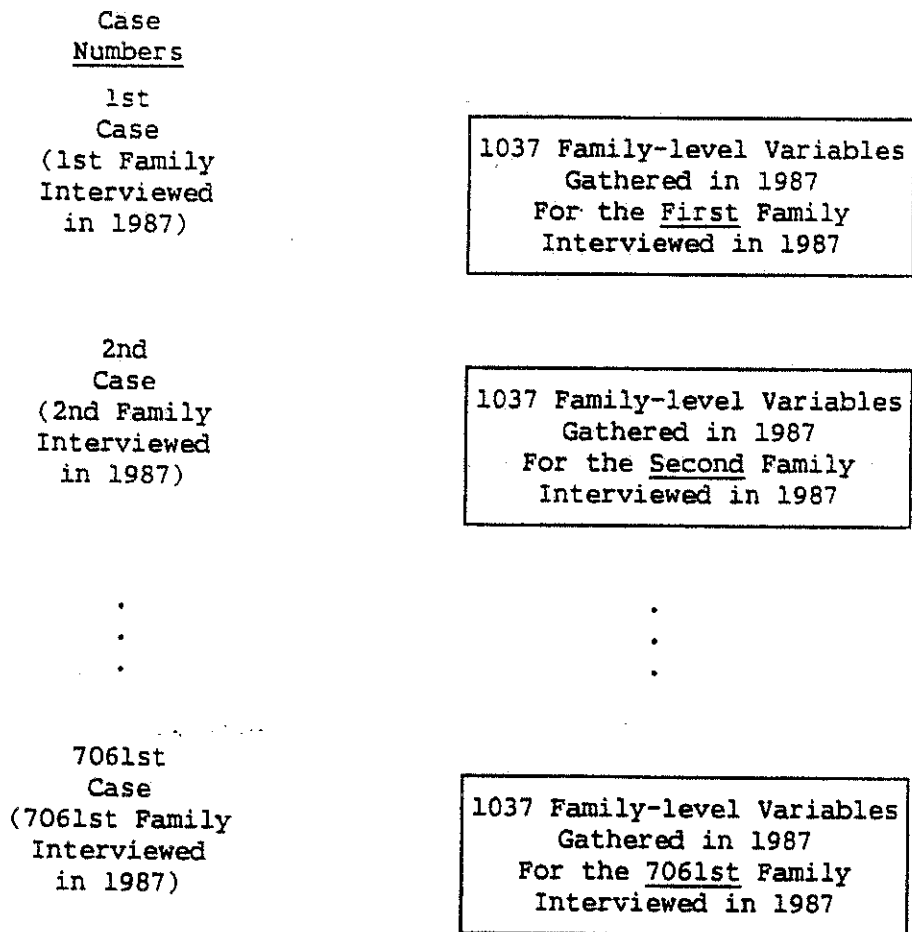 Case
Numbers
1st
Case
(1st Family
Interviewed
in 1987)
1037 Family-level Variables
Gathered in 1987
For the First Family
Interviewed in 1987
2nd
Case
(2nd Family
Interviewed
in 1987)
1037 Family-level Variables
Gathered in 1987
For the Second Family
Interviewed in 1987
.
.
.
.
.
.
7061st
Case
(7061st Family
Interviewed
in 1987)
1037 Family-level Variables
Gathered in 1987
For the 7061st Family
Interviewed in 1987